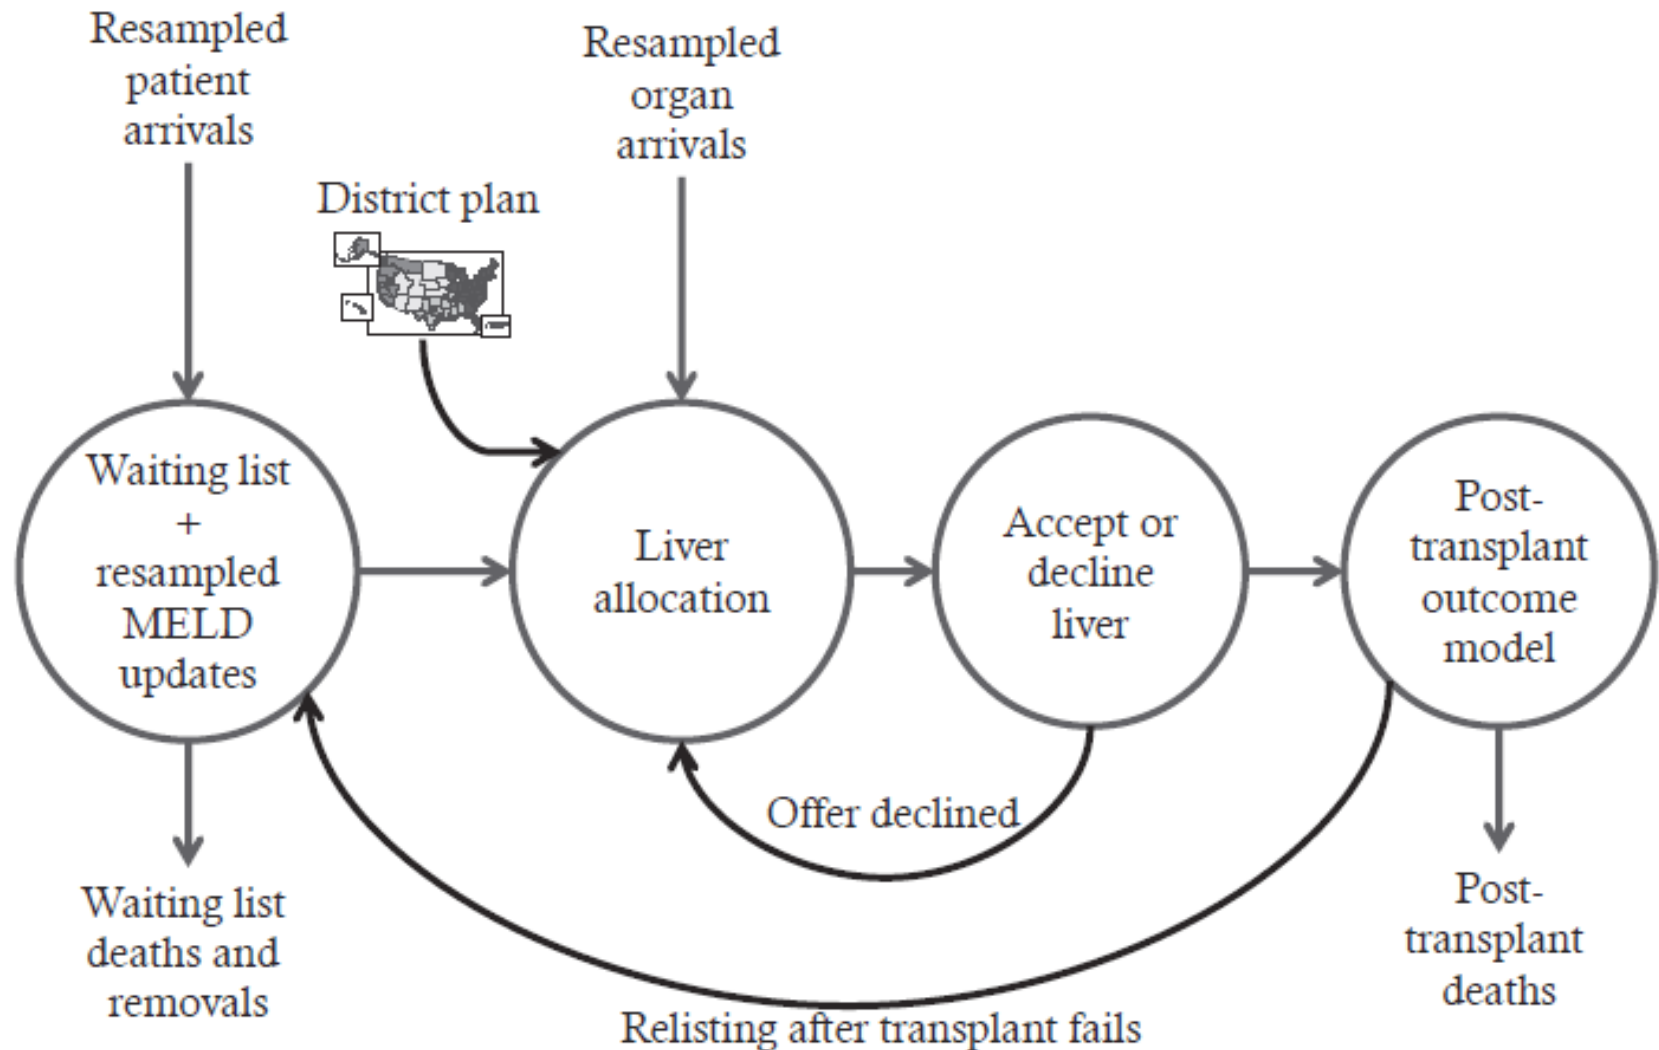 Resampled
patient
arrivals
Resampled
organ
arrivals
District plan
Waiting list
+
resampled
MELD
updates
Liver
allocation
Accept or
decline
liver
Post-
transplant
outcome
model
Offer declined
Waiting list
deaths and
removals
Post-
transplant
deaths
Relisting after transplant fails